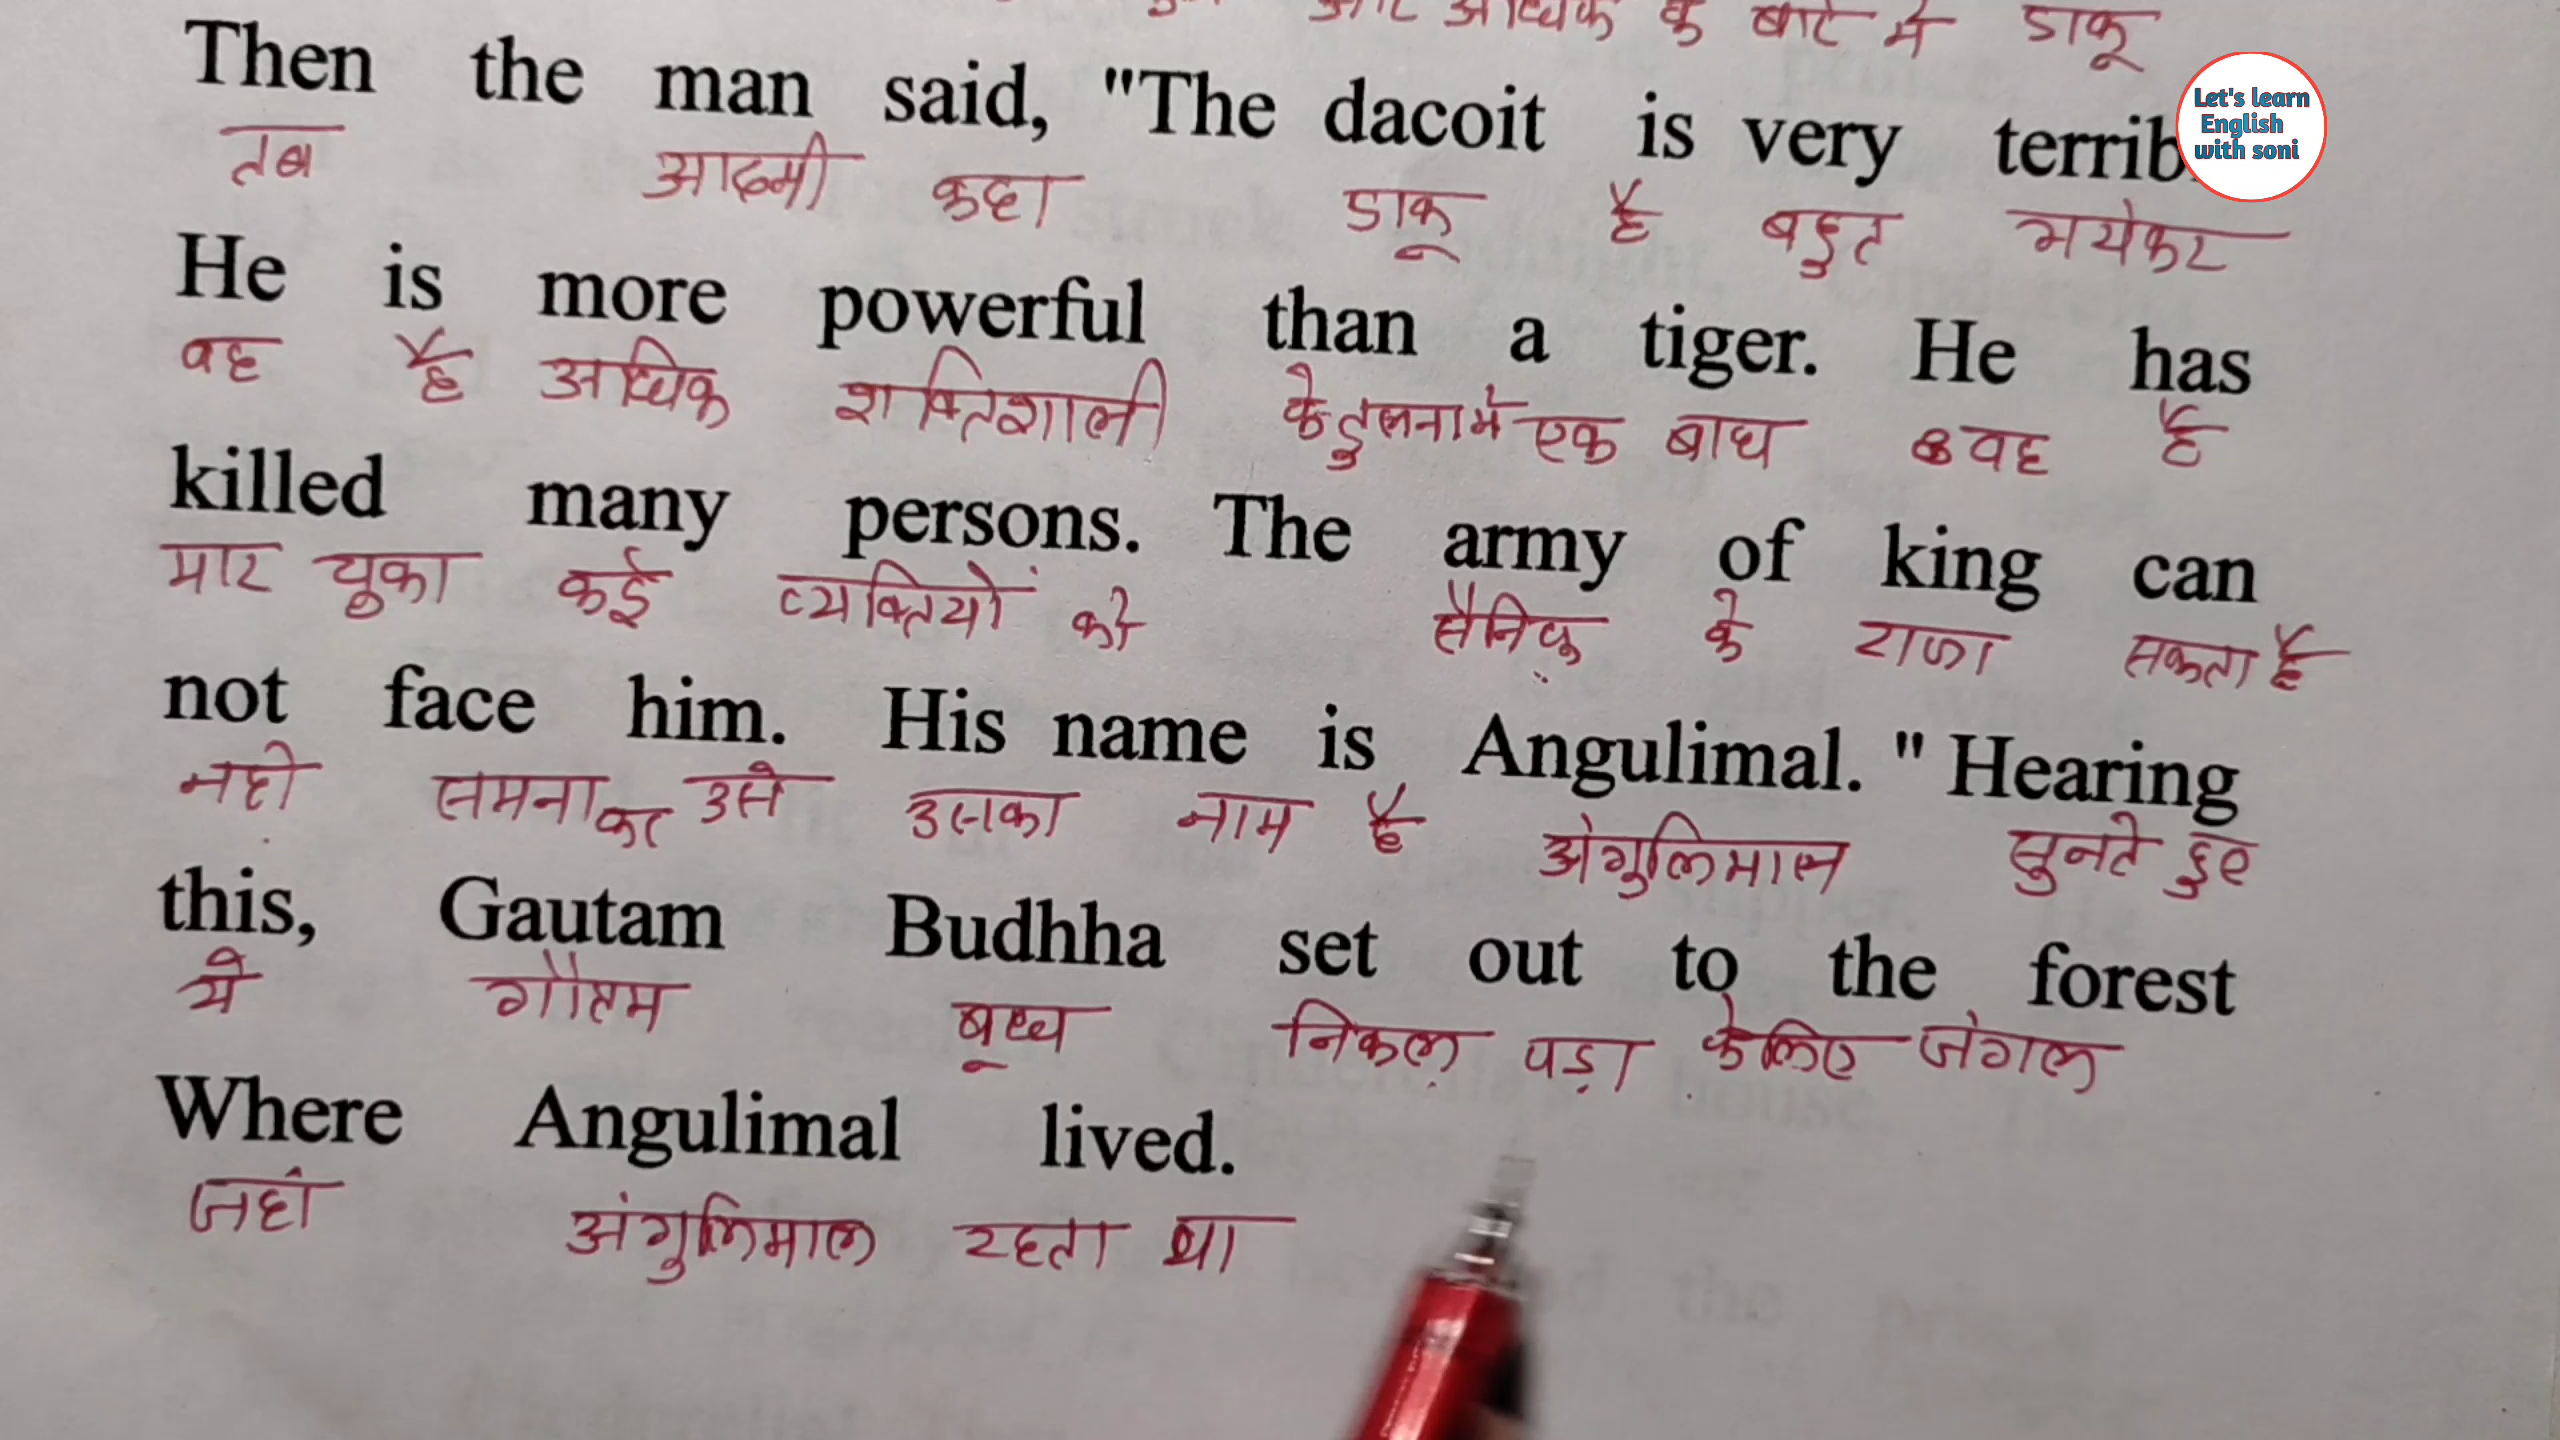 के बारे में डाकू
Then the man said, "The dacoit is very terrib
Let's learn
English
with soni
तब आदमी कहा डाकू है बहुत भयंकर
He is more powerful than a tiger. He has
वह है अधिक शक्तिशाली के तुलना में एक बाघ वह है
killed many persons. The army of king can
मार चुका कई व्यक्तियों को सैनिक के राजा सकता है
not face him. His name is Angulimal. " Hearing
नही समनाकर उसे उसका नाम है अंगुलिमाल सुनते हुए
this, Gautam Budhha set out to the forest
ये गौतम बूध्ध निकल पड़ा के लिए जंगल
Where Angulimal lived.
जहां अंगुलिमाल रहता था